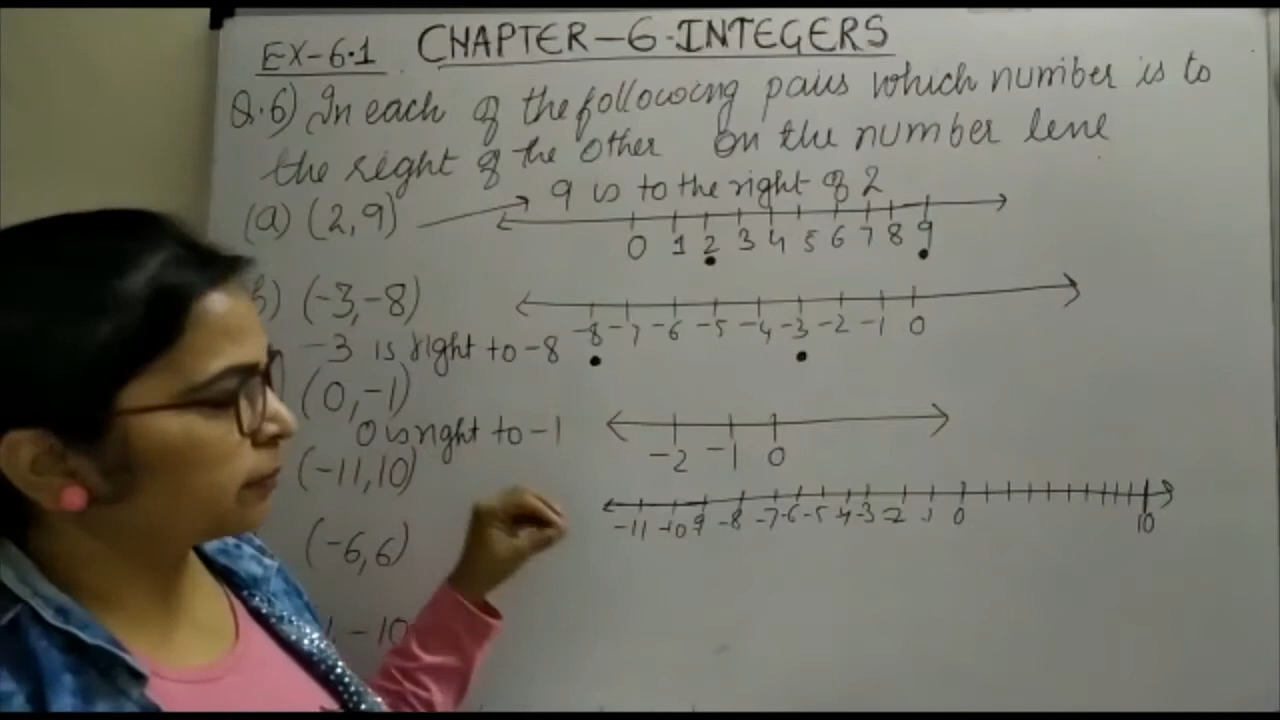 EX-6.1 CHAPTER-6-INTEGERS
Q.6) In each of the following pairs which number is to
the right of the other on the number line
(a) (2,9) → 9 is to the right of 2
0 1 2 3 4 5 6 7 8 9
b) (-3,-8)
-8 -7 -6 -5 -4 -3 -2 -1 0
-3 is right to -8
(0,-1)
0 is right to -1
-2 -1 0
(-11,10)
-11 -10 9 -8 -7 -6 -5 -4 -3 -2 -1 0 10
(-6,6)
-10